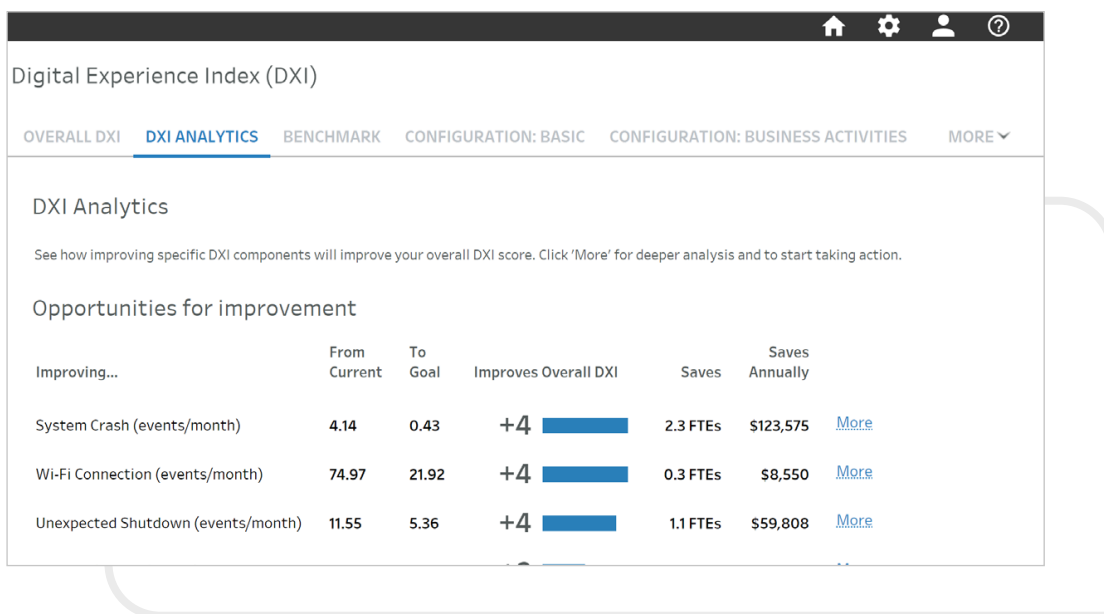 Digital Experience Index (DXI)
OVERALL DXI DXI ANALYTICS BENCHMARK CONFIGURATION: BASIC CONFIGURATION: BUSINESS ACTIVITIES MORE
DXI Analytics
See how improving specific DXI components will improve your overall DXI score. Click 'More' for deeper analysis and to start taking action.
Opportunities for improvement
Improving... From Current To Goal Improves Overall DXI Saves Saves Annually
System Crash (events/month) 4.14 0.43 +4 2.3 FTEs $123,575 More
Wi-Fi Connection (events/month) 74.97 21.92 +4 0.3 FTEs $8,550 More
Unexpected Shutdown (events/month) 11.55 5.36 +4 1.1 FTEs $59,808 More